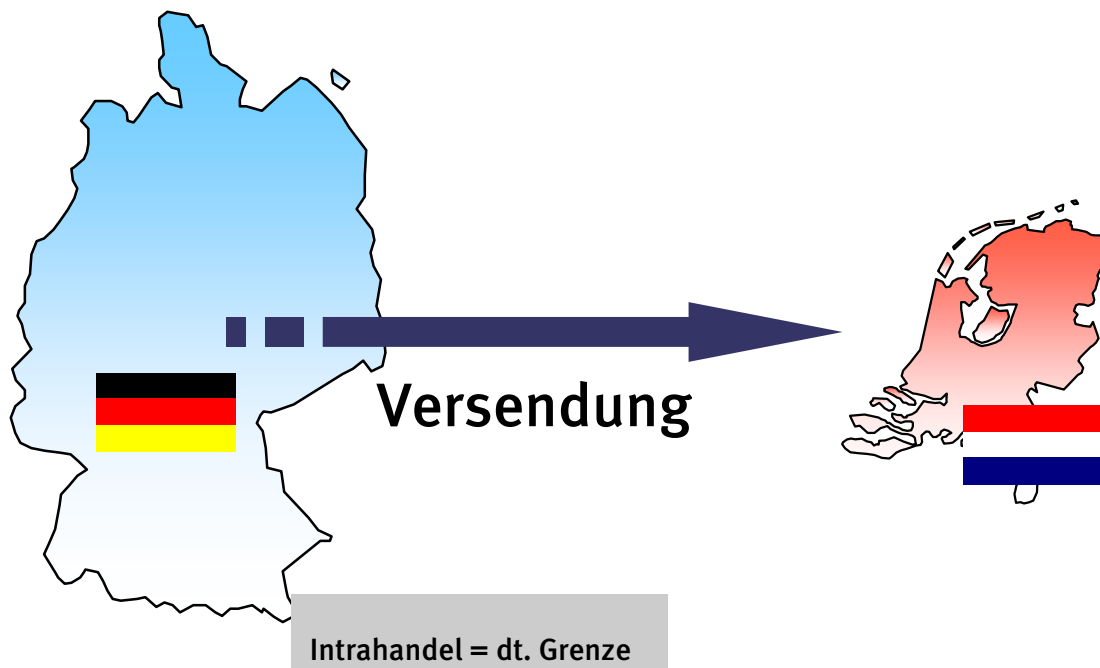 Versendung
Intrahandel = dt. Grenze